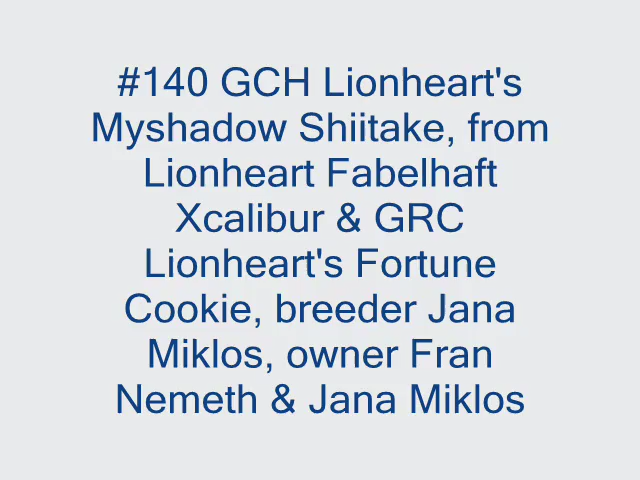 #140 GCH Lionheart's
Myshadow Shiitake, from
Lionheart Fabelhaft
Xcalibur & GRC
Lionheart's Fortune
Cookie, breeder Jana
Miklos, owner Fran
Nemeth & Jana Miklos